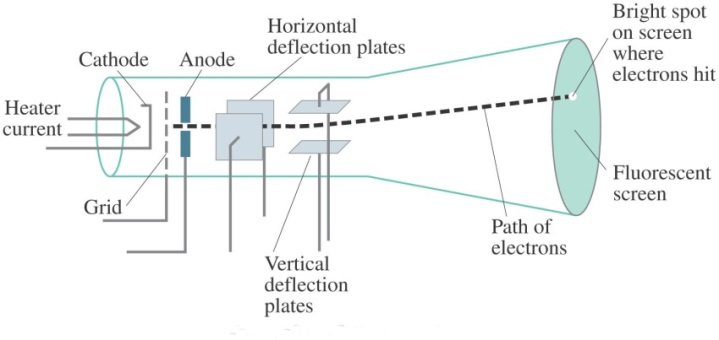 Bright spot
on screen
where
electrons hit
Horizontal
deflection plates
Cathode
Anode
Heater
current
Grid
Fluorescent
screen
Path of
electrons
Vertical
deflection
plates